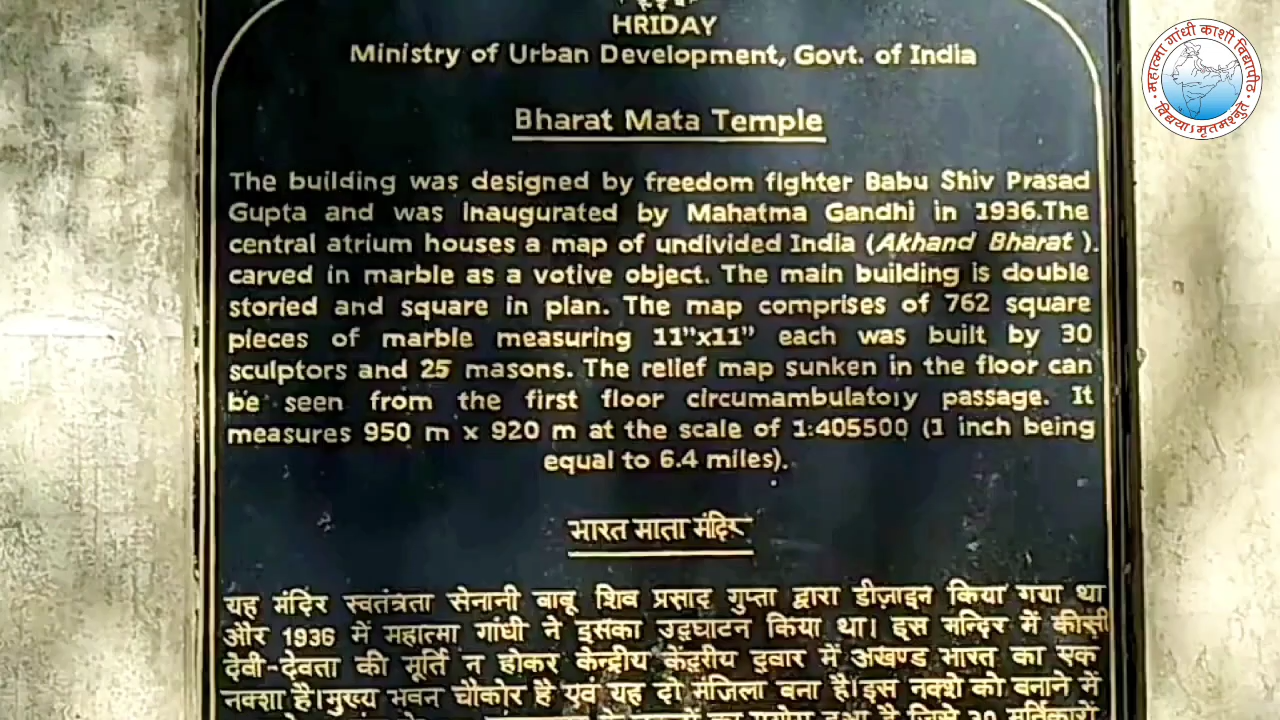 HRIDAY
Ministry of Urban Development, Govt. of India
Bharat Mata Temple
The building was designed by freedom fighter Babu Shiv Prasad
Gupta and was inaugurated by Mahatma Gandhi in 1936.The
central atrium houses a map of undivided India (Akhand Bharat ).
carved in marble as a votive object. The main building is double
storied and square in plan. The map comprises of 762 square
pieces of marble measuring 11”x11” each was built by 30
sculptors and 25 masons. The relief map sunken in the floor can
be seen from the first floor circumambulatory passage. It
measures 950 m x 920 m at the scale of 1:405500 (1 inch being
equal to 6.4 miles).
भारत माता मंदिर
यह मंदिर स्वतंत्रता सेनानी बाबू शिव प्रसाद गुप्ता द्वारा डीज़ाइन किया गया था
और 1936 में महात्मा गांधी ने इसका उद्घाटन किया था। इस मन्दिर में कीसी
देवी-देवता की मूर्ति न होकर केन्द्रीय केंद्रीय द्वार में अखण्ड भारत का एक
नक्शा है।मुख्य भवन चौकोर है एवं यह दो मंजिला बना है।इस नक्शे को बनाने में
हुआ है जिसे 30 मूर्तिकारों
महात्मा गांधी काशी विद्यापीठ
विद्ययाऽमृतमश्नुते